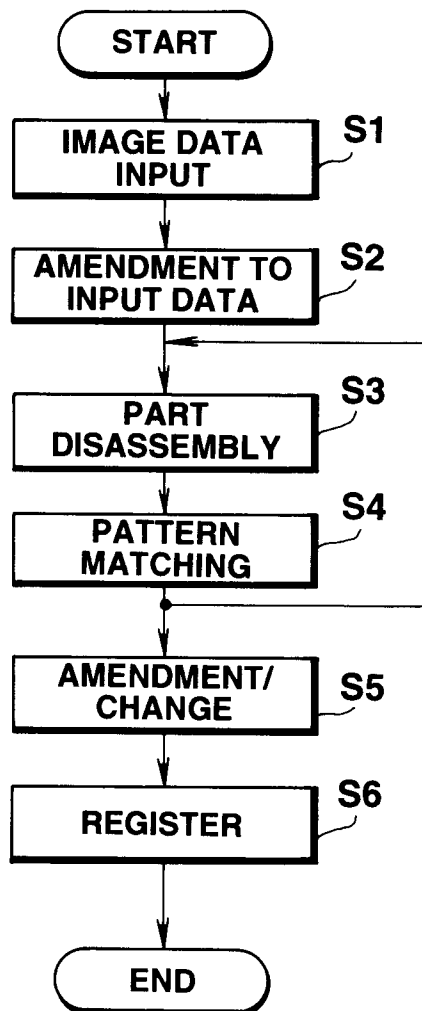 START
IMAGE DATA
INPUT
S1
AMENDMENT TO
INPUT DATA
S2
PART
DISASSEMBLY
S3
PATTERN
MATCHING
S4
AMENDMENT/
CHANGE
S5
REGISTER
S6
END